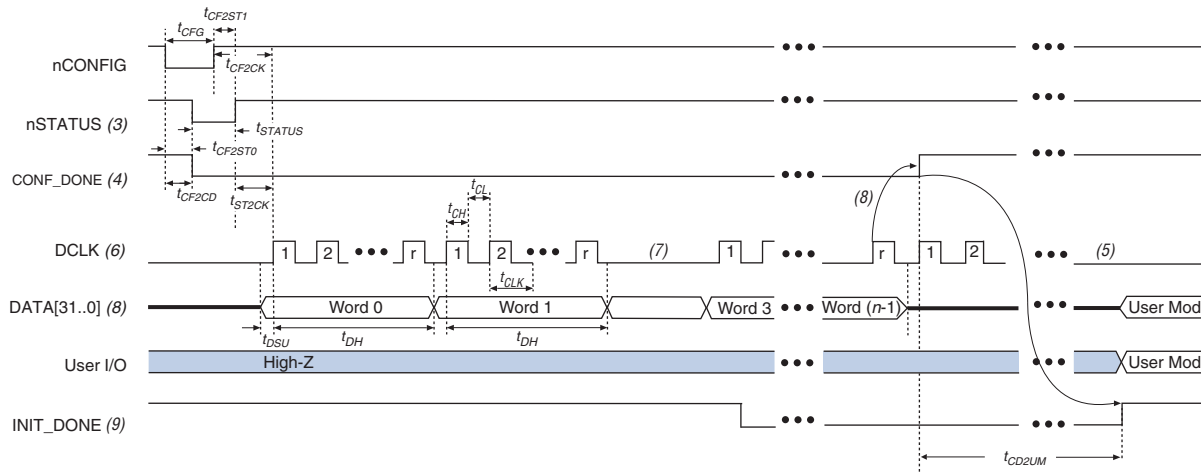 tCF2ST1
tCFG
nCONFIG
tCF2CK
nSTATUS (3)
tSTATUS
tCF2ST0
CONF_DONE (4)
tCF2CD
tST2CK
tCL
tCH
(8)
DCLK (6)
1 2 r 1 2 r (7) 1 r 1 2 (5)
tCLK
DATA[31..0] (8)
Word 0 Word 1 Word 3 Word (n-1) User Mod
tDSU
tDH
tDH
User I/O
High-Z
User Mod
INIT_DONE (9)
tCD2UM